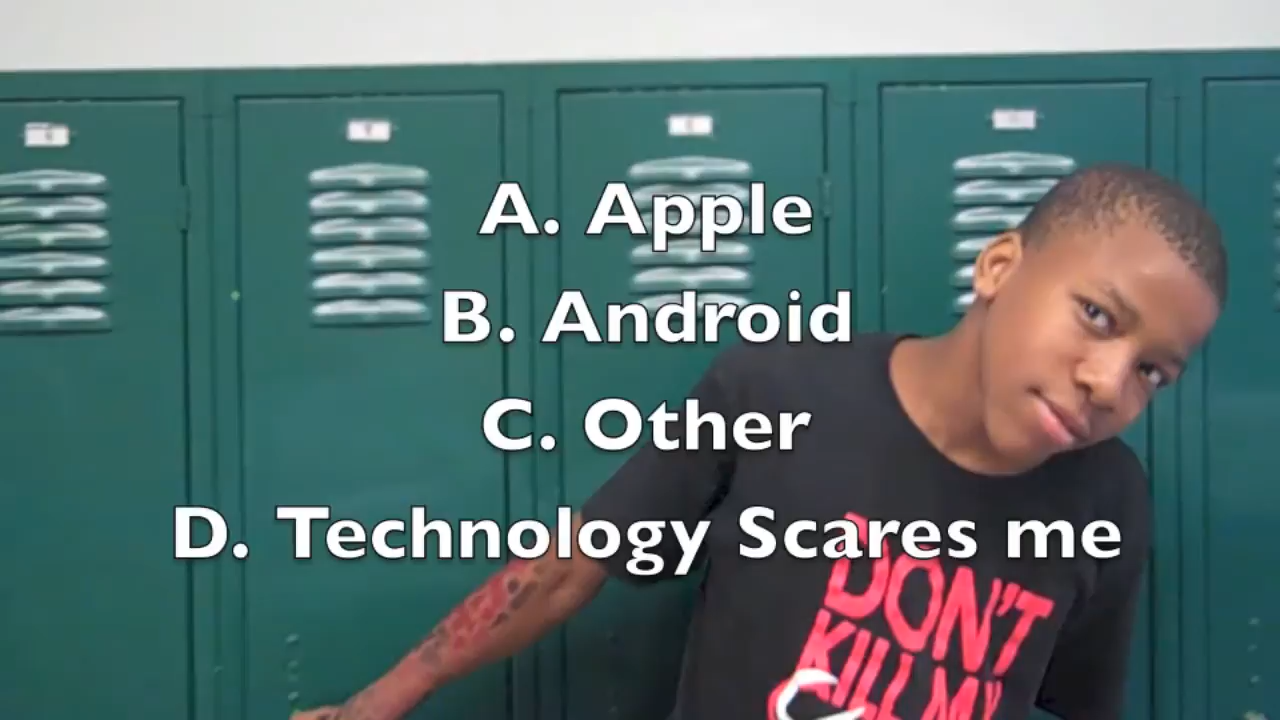 A. Apple
B. Android
C. Other
D. Technology Scares me
DON'T
KILL MY